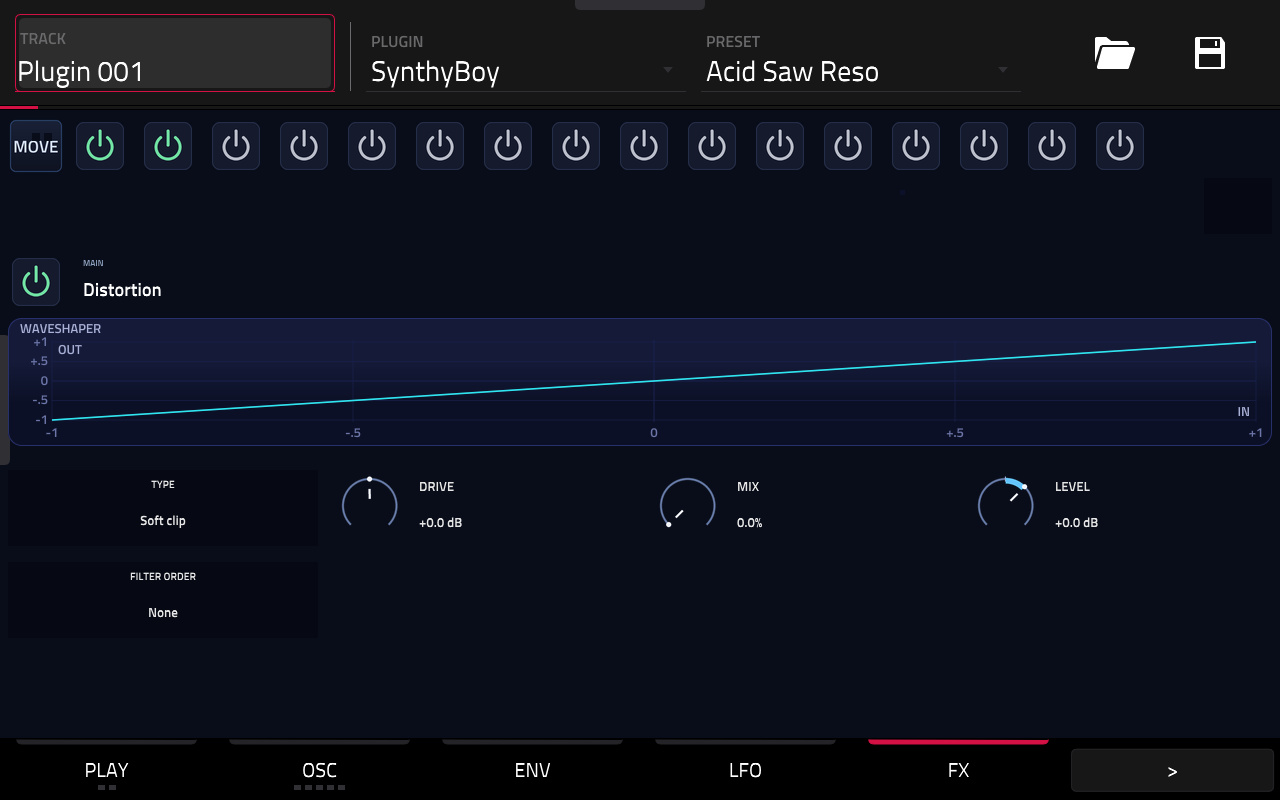 TRACK
Plugin 001
PLUGIN
SynthyBoy
PRESET
Acid Saw Reso
MOVE
MAIN
Distortion
WAVESHAPER
OUT
+1
+.5
0
-.5
-1
IN
-1
-.5
0
+.5
+1
TYPE
Soft clip
DRIVE
+0.0 dB
MIX
0.0%
LEVEL
+0.0 dB
FILTER ORDER
None
PLAY
OSC
ENV
LFO
FX
>